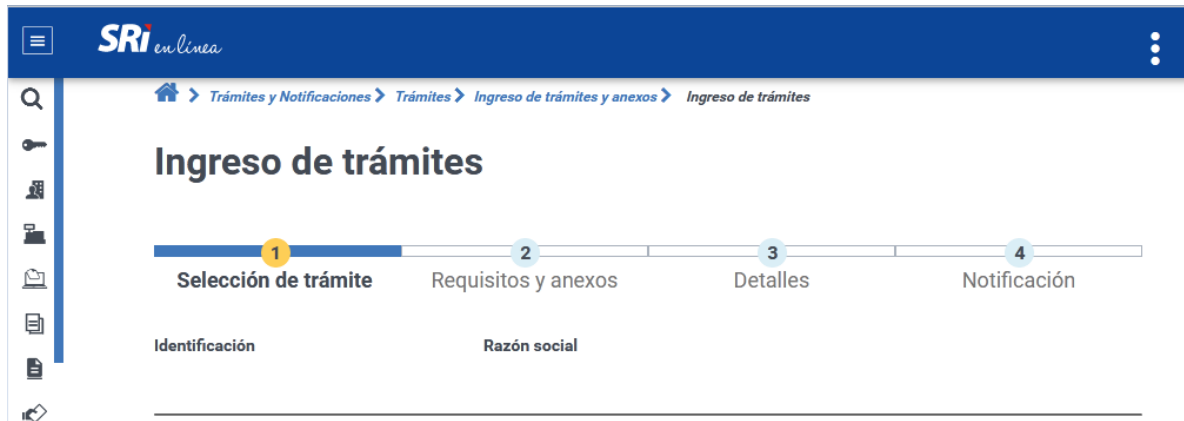 SRi en línea
Trámites y Notificaciones Trámites Ingreso de trámites y anexos Ingreso de trámites
Ingreso de trámites
1 2 3 4
Selección de trámite Requisitos y anexos Detalles Notificación
Identificación Razón social